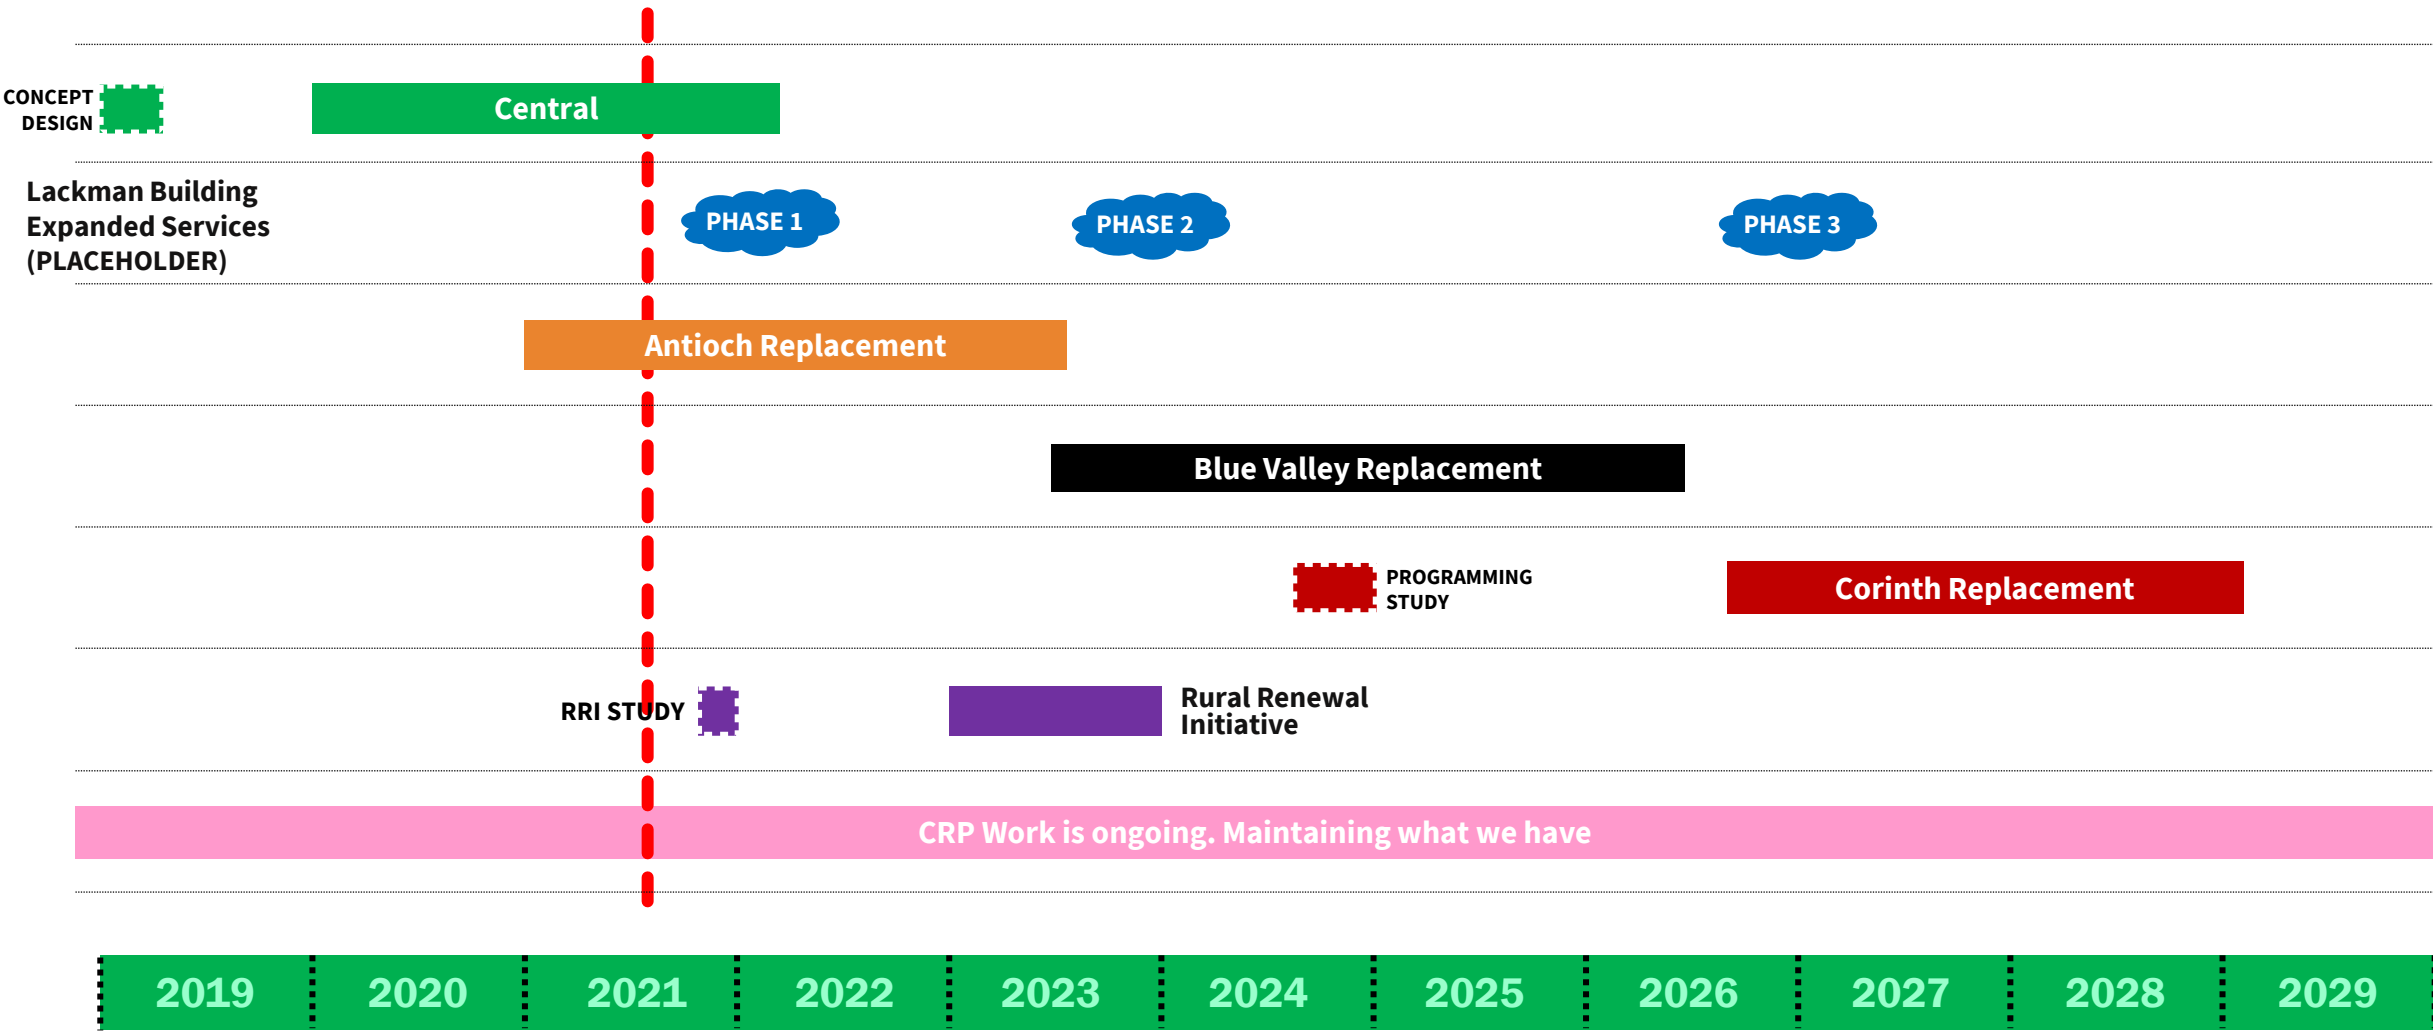 CONCEPT
DESIGN
Central
Lackman Building
Expanded Services
(PLACEHOLDER)
PHASE 1
PHASE 2
PHASE 3
Antioch Replacement
Blue Valley Replacement
PROGRAMMING
STUDY
Corinth Replacement
RRI STUDY
Rural Renewal
Initiative
CRP Work is ongoing. Maintaining what we have
2019 2020 2021 2022 2023 2024 2025 2026 2027 2028 2029